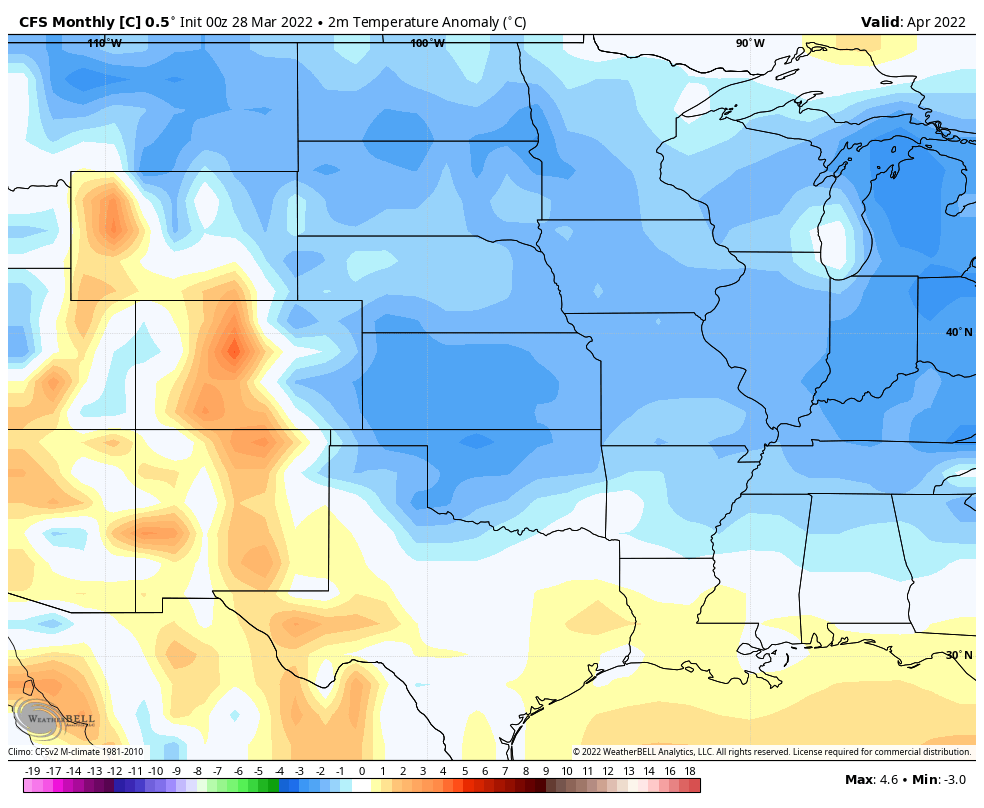 CFS Monthly [C] 0.5° Init 00z 28 Mar 2022 • 2m Temperature Anomaly (°C) Valid: Apr 2022
110°W 100°W 90°W
40°N
30°N
WEATHERBELL
Climo: CFSv2 M-climate 1981-2010 © 2022 WeatherBELL Analytics, LLC. All rights reserved. License required for commercial distribution.
-19 -17 -14 -13 -12 -11 -10 -9 -8 -7 -6 -5 -4 -3 -2 -1 0 1 2 3 4 5 6 7 8 9 10 11 12 13 14 16 18
Max: 4.6 • Min: -3.0